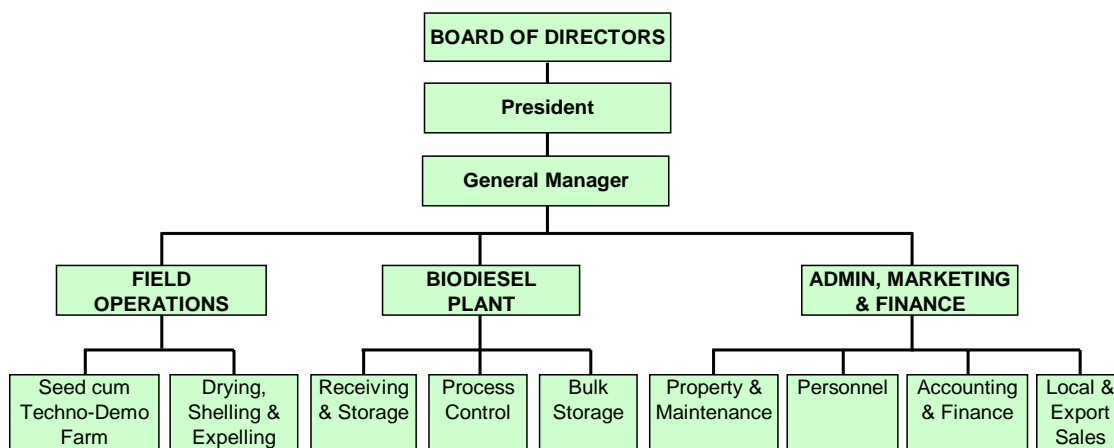 BOARD OF DIRECTORS
President
General Manager
FIELD
OPERATIONS
BIODIESEL
PLANT
ADMIN, MARKETING
& FINANCE
Seed cum
Techno-Demo
Farm
Drying,
Shelling &
Expelling
Receiving
& Storage
Process
Control
Bulk
Storage
Property &
Maintenance
Personnel
Accounting
& Finance
Local &
Export
Sales